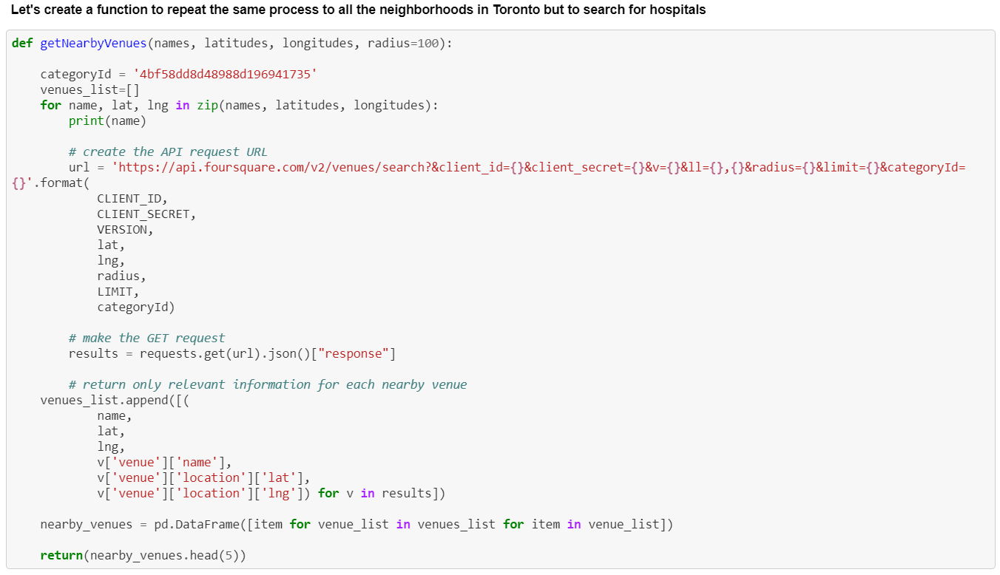 Let's create a function to repeat the same process to all the neighborhoods in Toronto but to search for hospitals
def getNearbyVenues(names, latitudes, longitudes, radius=100):
    categoryId = '4bf58dd8d48988d196941735'
    venues_list=[]
    for name, lat, lng in zip(names, latitudes, longitudes):
        print(name)
        # create the API request URL
        url = 'https://api.foursquare.com/v2/venues/search?&client_id={}&client_secret={}&v={}&ll={},{}&radius={}&limit={}&categoryId=
{}'.format(
            CLIENT_ID,
            CLIENT_SECRET,
            VERSION,
            lat,
            lng,
            radius,
            LIMIT,
            categoryId)
        # make the GET request
        results = requests.get(url).json()["response"]
        # return only relevant information for each nearby venue
    venues_list.append([(
            name,
            lat,
            lng,
            v['venue']['name'],
            v['venue']['location']['lat'],
            v['venue']['location']['lng']) for v in results])
    nearby_venues = pd.DataFrame([item for venue_list in venues_list for item in venue_list])
    return(nearby_venues.head(5))